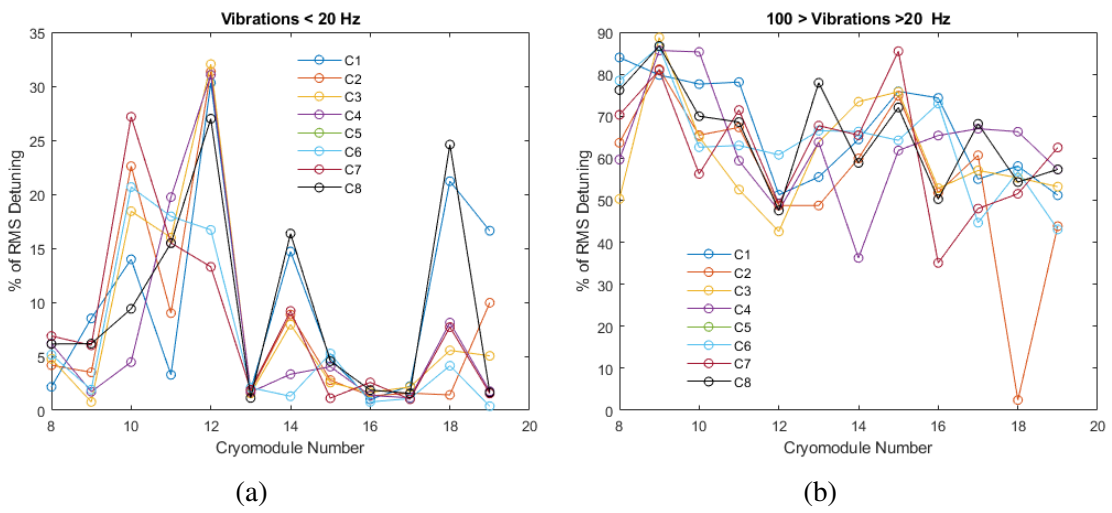 Vibrations < 20 Hz
35
30
25
20
15
10
5
0
% of RMS Detuning
C1
C2
C3
C4
C5
C6
C7
C8
8
10
12
14
16
18
20
Cryomodule Number
(a)
100 > Vibrations >20 Hz
90
80
70
60
50
40
30
20
10
0
% of RMS Detuning
C1
C2
C3
C4
C5
C6
C7
C8
8
10
12
14
16
18
20
Cryomodule Number
(b)